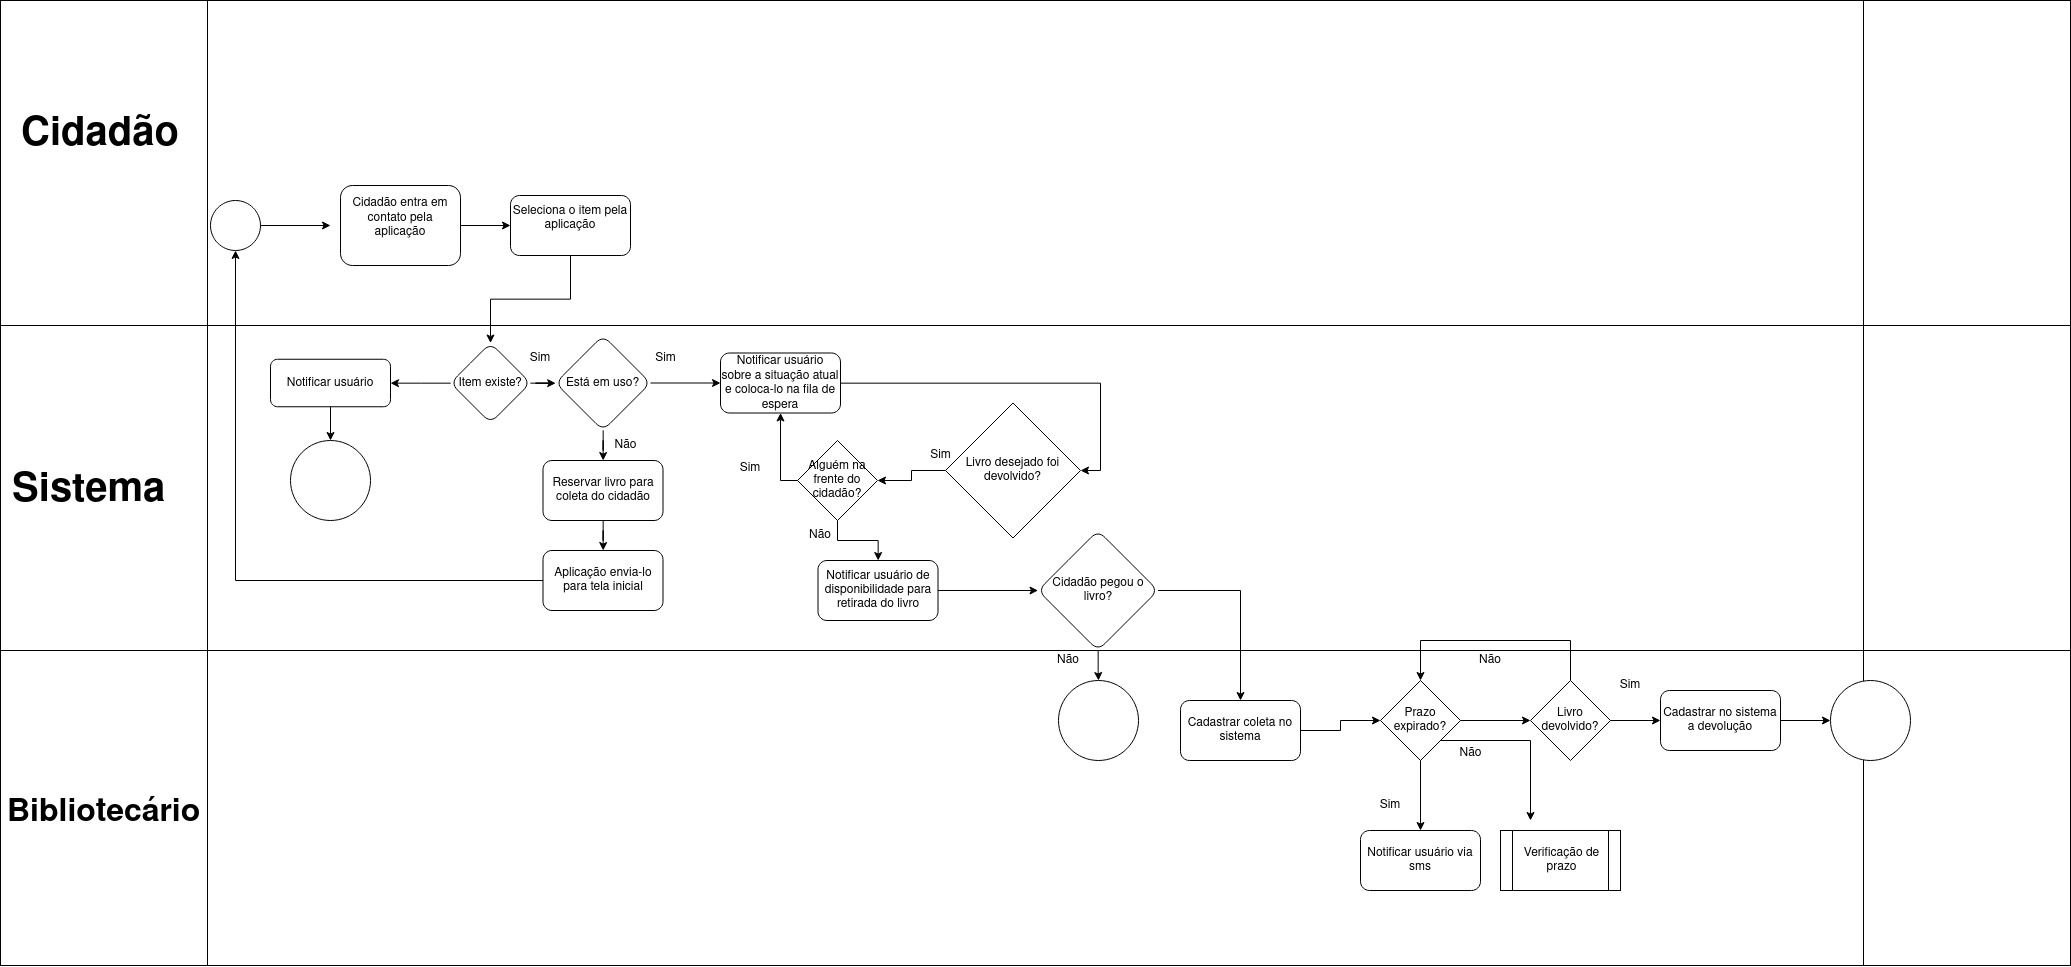 Cidadão
Cidadão entra em
contato pela
aplicação
Seleciona o item pela
aplicação
Sistema
Notificar usuário
Item existe?
Sim
Está em uso?
Sim
Notificar usuário
sobre a situação atual
e coloca-lo na fila de
espera
Não
Reservar livro para
coleta do cidadão
Aplicação envia-lo
para tela inicial
Sim
Alguém na
frente do
cidadão?
Sim
Livro desejado foi
devolvido?
Não
Notificar usuário de
disponibilidade para
retirada do livro
Cidadão pegou o
livro?
Bibliotecário
Não
Cadastrar coleta no
sistema
Prazo
expirado?
Não
Livro
devolvido?
Sim
Cadastrar no sistema
a devolução
Não
Sim
Notificar usuário via
sms
Verificação de
prazo